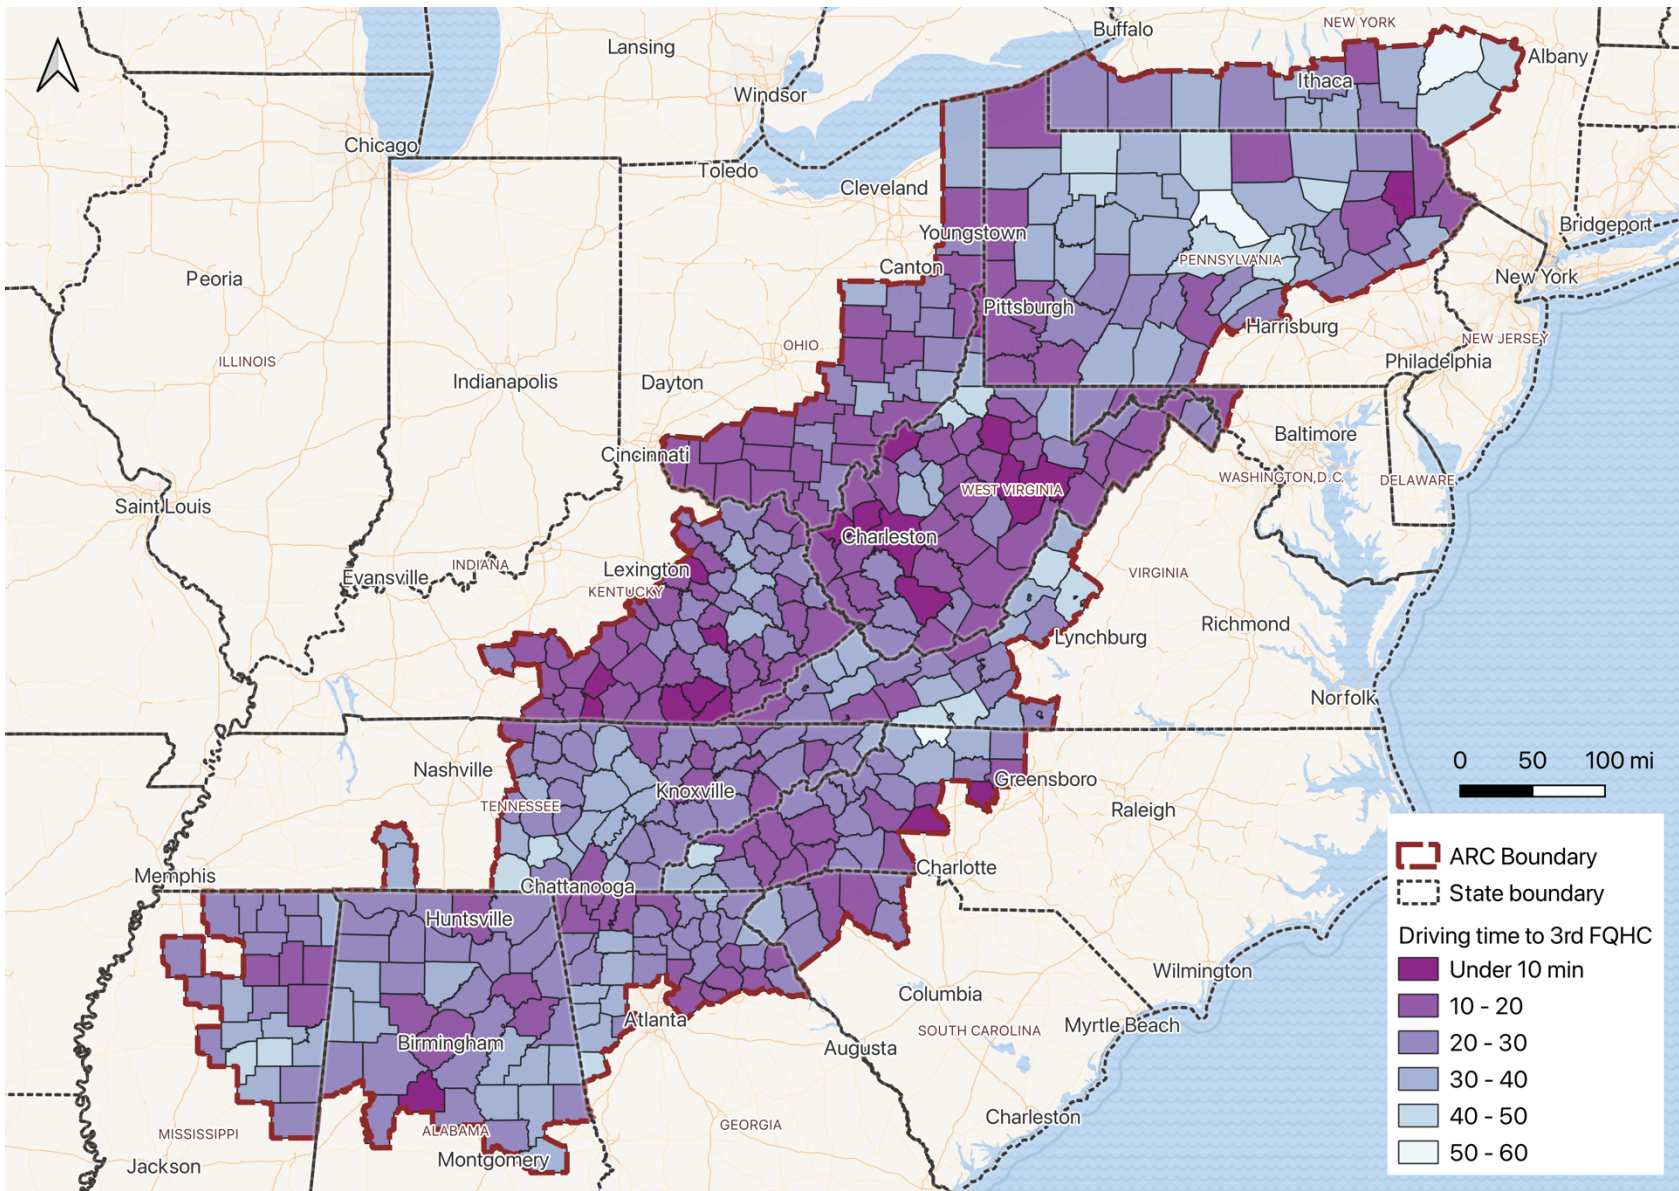 Buffalo
NEW YORK
Albany
Lansing
Ithaca
Windsor
Chicago
Toledo
Cleveland
Bridgeport
Youngstown
PENNSYLVANIA
Canton
New York
Peoria
Pittsburgh
Harrisburg
NEW JERSEY
OHIO
Philadelphia
ILLINOIS
Indianapolis
Dayton
Baltimore
Cincinnati
WASHINGTON,D.C.
DELAWARE
WEST VIRGINIA
Saint Louis
Charleston
Evansville
INDIANA
Lexington
VIRGINIA
KENTUCKY
Richmond
Lynchburg
Norfolk
Nashville
Greensboro
Knoxville
TENNESSEE
Raleigh
0 50 100 mi
Memphis
Charlotte
Chattanooga
Huntsville
Wilmington
Columbia
Atlanta
SOUTH CAROLINA
Myrtle Beach
Birmingham
Augusta
Charleston
GEORGIA
MISSISSIPPI
ALABAMA
Jackson
Montgomery
ARC Boundary
State boundary
Driving time to 3rd FQHC
Under 10 min
10 - 20
20 - 30
30 - 40
40 - 50
50 - 60